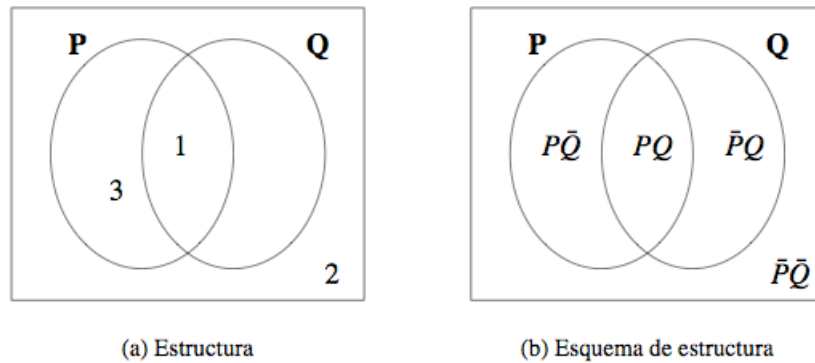 P Q
1
3
2
(a) Estructura
P Q
PQ̄ PQ P̄Q
P̄Q̄
(b) Esquema de estructura